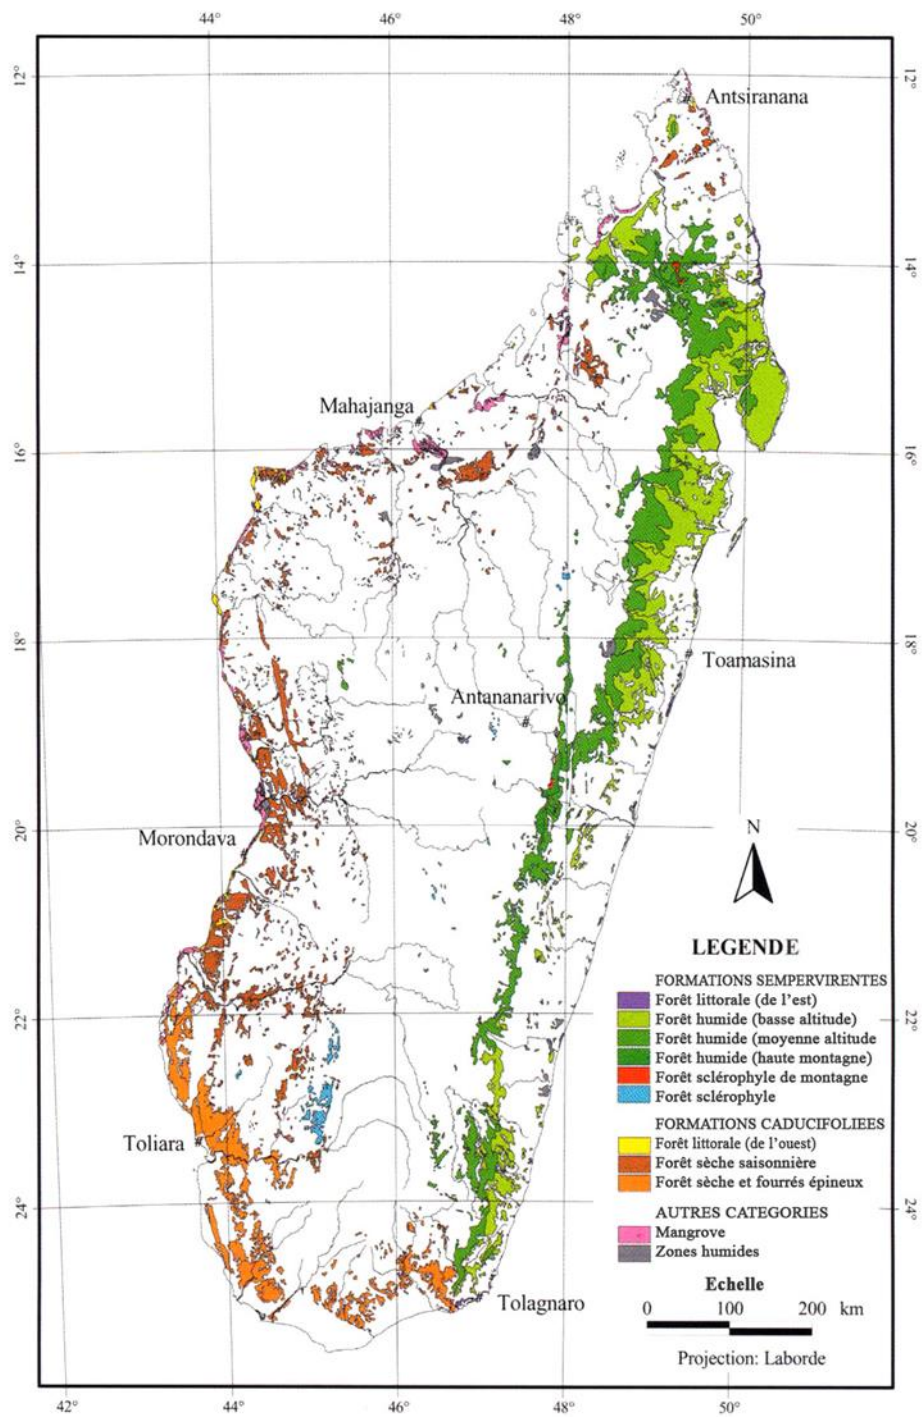 44° 46° 48° 50°
12° 12°
Antsiranana
14° 14°
Mahajanga
16° 16°
18° 18°
Toamasina
Antananarivo
20° 20°
Morondava
N
LEGENDE
FORMATIONS SEMPERVIRENTES
Forêt littorale (de l'est)
Forêt humide (basse altitude)
Forêt humide (moyenne altitude
Forêt humide (haute montagne)
Forêt sclérophyle de montagne
Forêt sclérophyle
22° 22°
FORMATIONS CADUCIFOLIEES
Forêt littorale (de l'ouest)
Forêt sèche saisonnière
Forêt sèche et fourrés épineux
Toliara
24° 24°
AUTRES CATEGORIES
Mangrove
Zones humides
Echelle
0 100 200 km
Projection: Laborde
Tolagnaro
42° 44° 46° 48° 50°